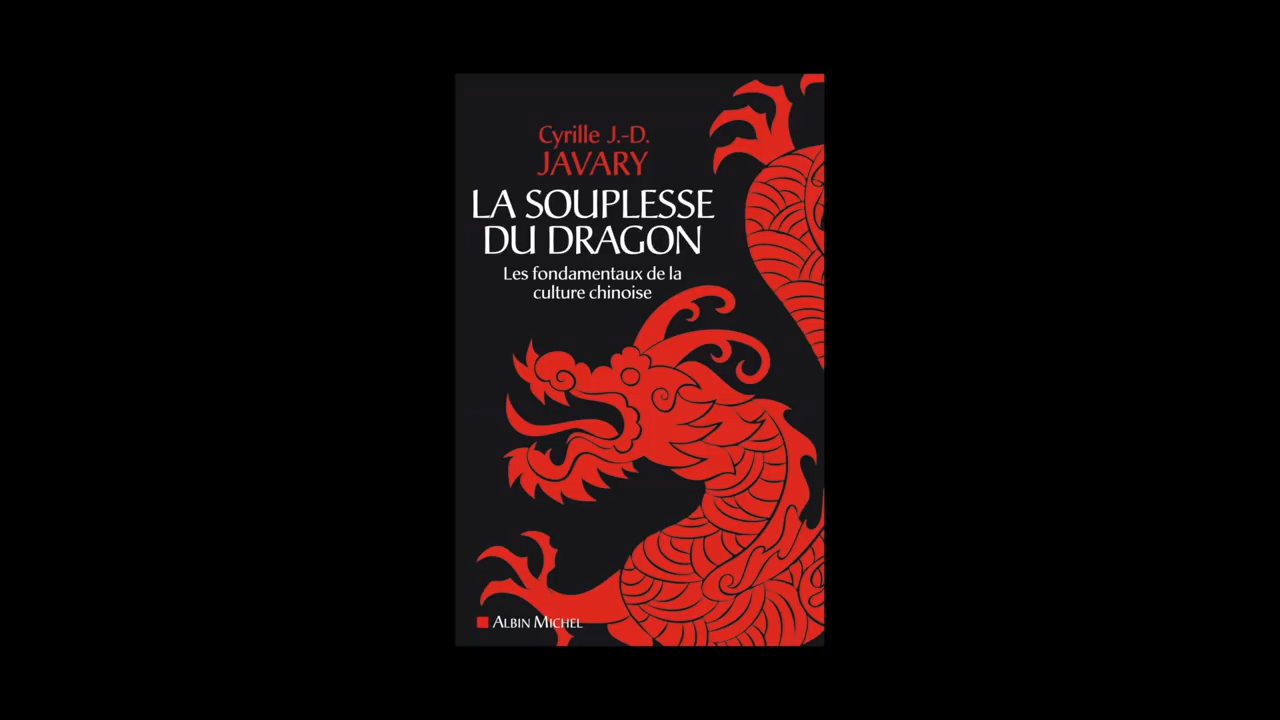 Cyrille J.-D.
JAVARY
LA SOUPLESSE
DU DRAGON
Les fondamentaux de la
culture chinoise
ALBIN MICHEL